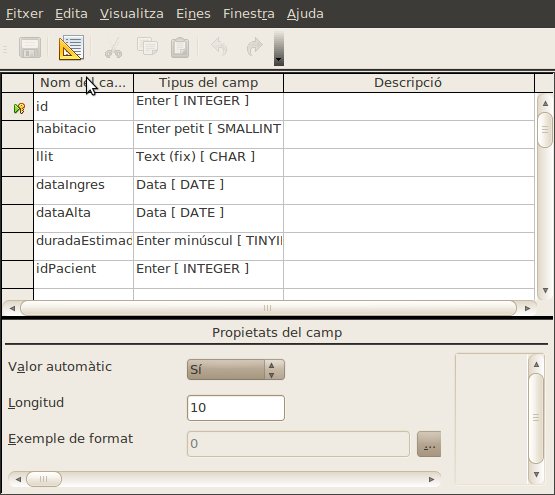 Fitxer Edita Visualitza Eines Finestra Ajuda
Nom del ca... Tipus del camp Descripció
id Enter [ INTEGER ]
habitacio Enter petit [ SMALLINT
llit Text (fix) [ CHAR ]
dataIngres Data [ DATE ]
dataAlta Data [ DATE ]
duradaEstimad Enter minúscul [ TINYII
idPacient Enter [ INTEGER ]
Propietats del camp
Valor automàtic Sí
Longitud 10
Exemple de format 0 ...